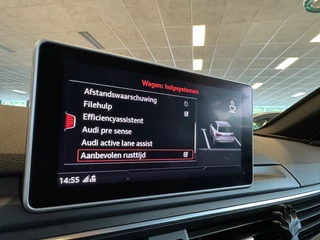 Wagen: hulpsystemen
Afstandswaarschuwing
Filehulp
Efficiencyassistent
Audi pre sense
Audi active lane assist
Aanbevolen rusttijd
14:55